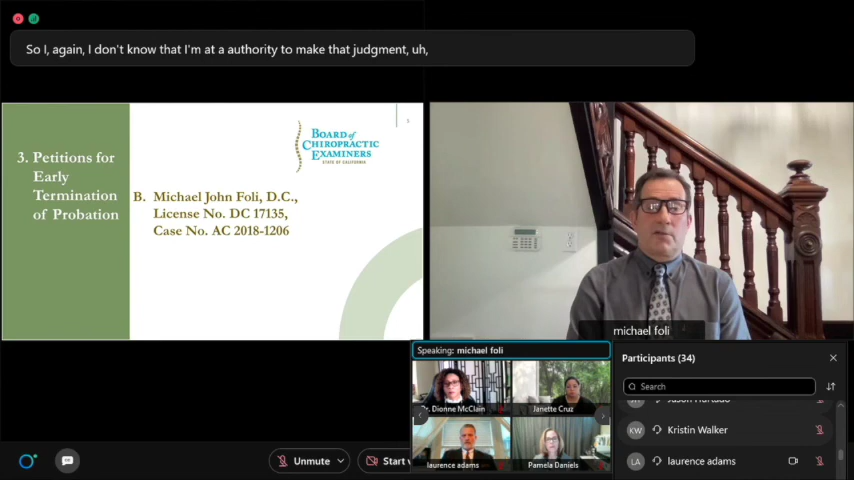 So I, again, I don't know that I'm at a authority to make that judgment, uh,
3. Petitions for
Early
Termination
of Probation
BOARD of
CHIROPRACTIC
EXAMINERS
STATE OF CALIFORNIA
B. Michael John Foli, D.C.,
License No. DC 17135,
Case No. AC 2018-1206
michael foli
Speaking: michael foli
Dr. Dionne McClain
Janette Cruz
laurence adams
Pamela Daniels
Participants (34)
Search
KW
Kristin Walker
LA
laurence adams
Unmute
Start